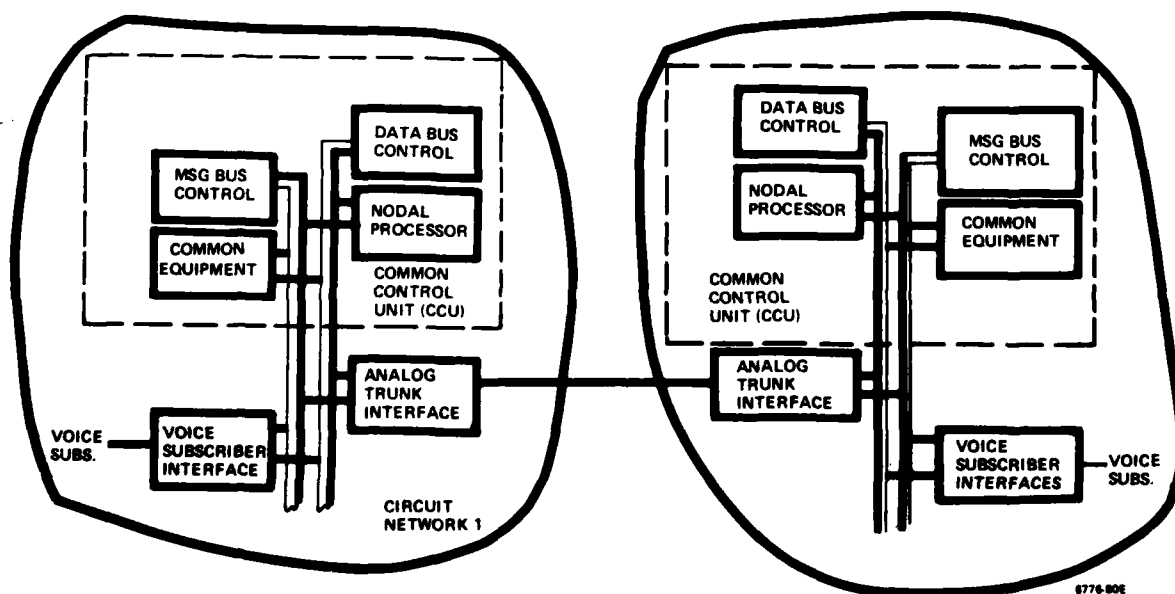 DATA BUS
CONTROL
MSG BUS
CONTROL
NODAL
PROCESSOR
COMMON
EQUIPMENT
COMMON
CONTROL
UNIT (CCU)
ANALOG
TRUNK
INTERFACE
VOICE
SUBS.
VOICE
SUBSCRIBER
INTERFACE
CIRCUIT
NETWORK 1
DATA BUS
CONTROL
MSG BUS
CONTROL
NODAL
PROCESSOR
COMMON
EQUIPMENT
COMMON
CONTROL
UNIT (CCU)
ANALOG
TRUNK
INTERFACE
VOICE
SUBSCRIBER
INTERFACES
VOICE
SUBS.
6776-80E